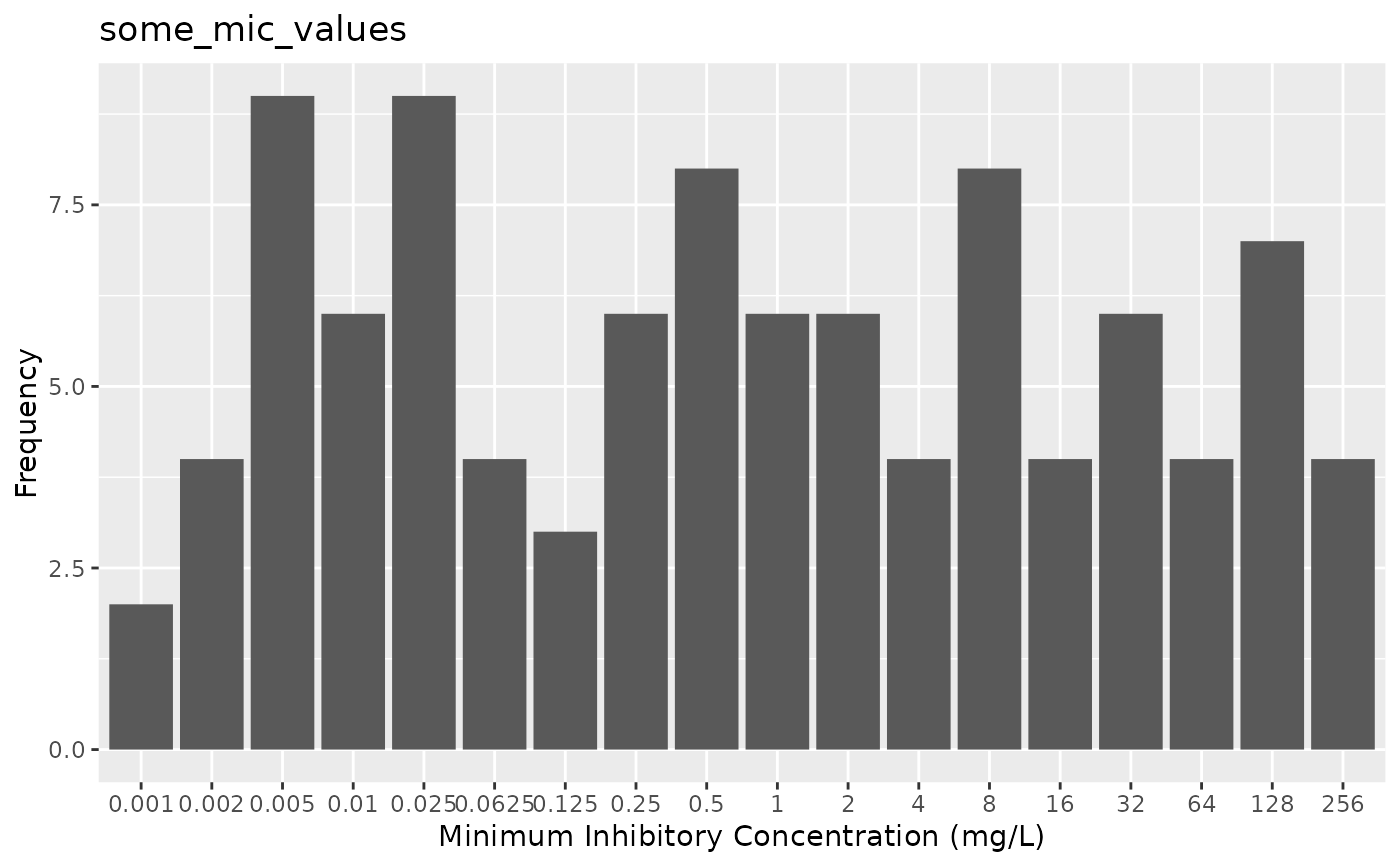 some_mic_values
Frequency
7.5
5.0
2.5
0.0
0.001 0.002 0.005 0.01 0.025 0.0625 0.125 0.25 0.5 1 2 4 8 16 32 64 128 256
Minimum Inhibitory Concentration (mg/L)